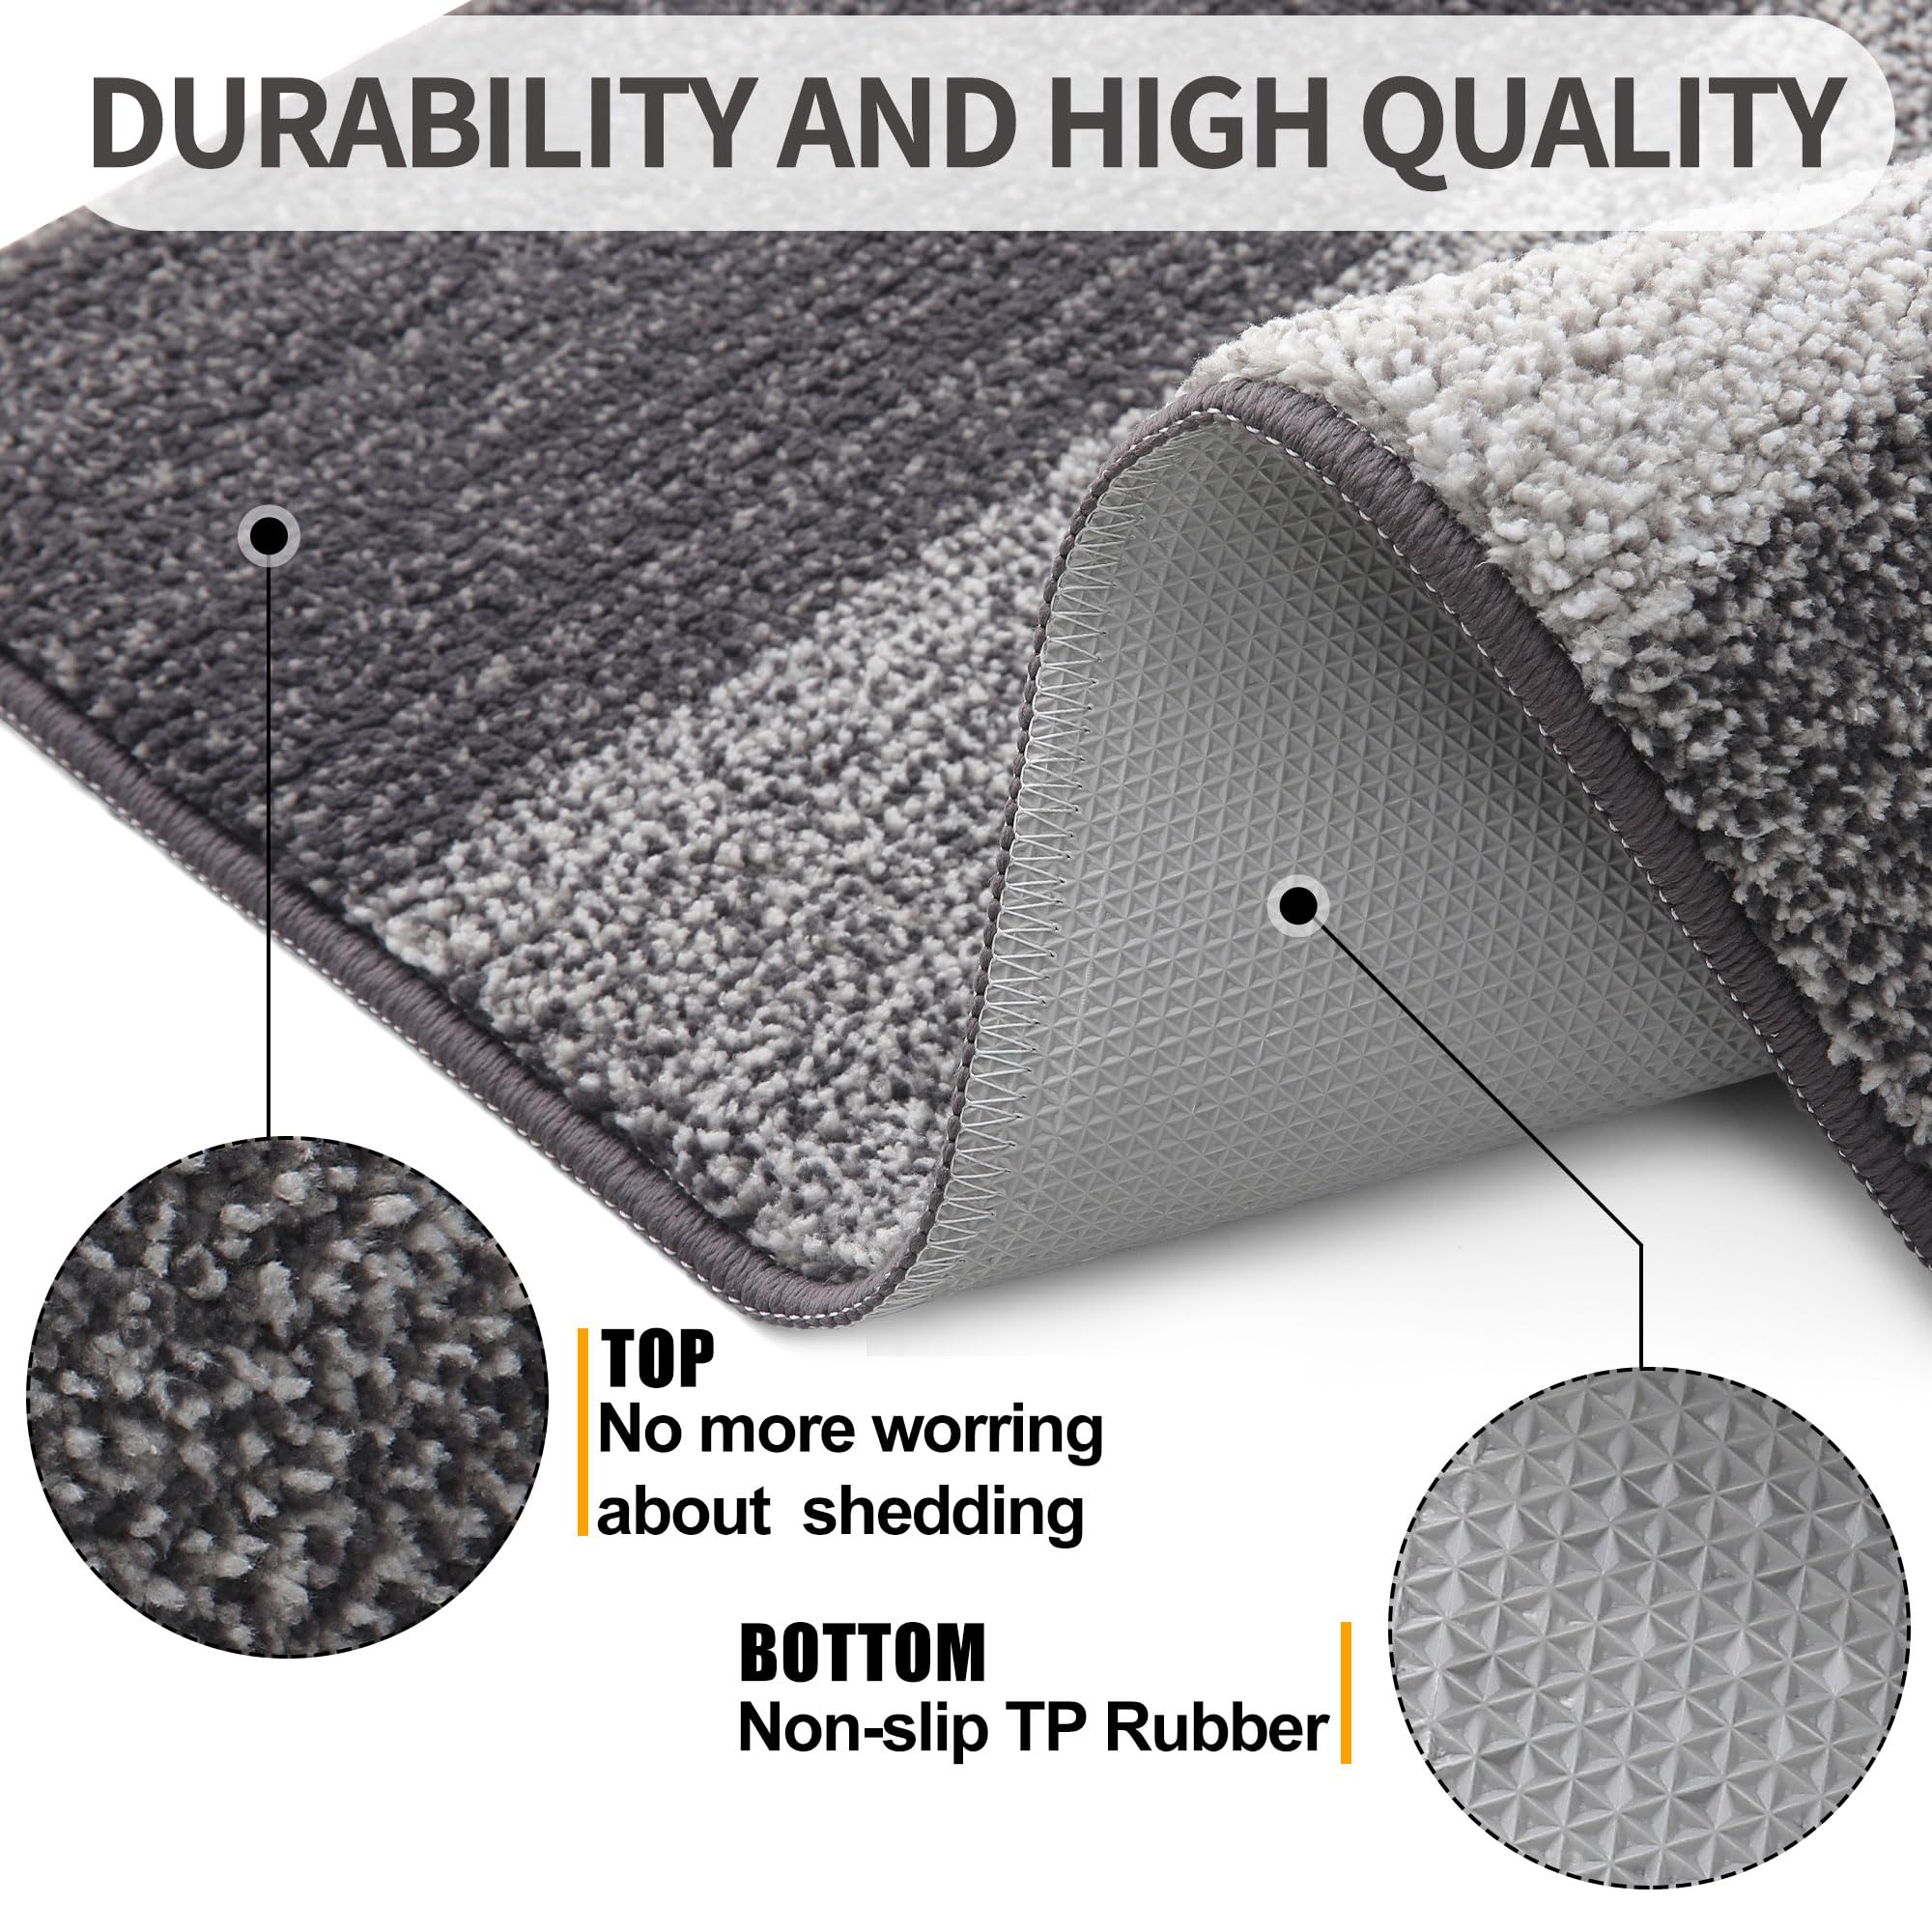 DURABILITY AND HIGH QUALITY
TOP
No more worring
about shedding
BOTTOM
Non-slip TP Rubber